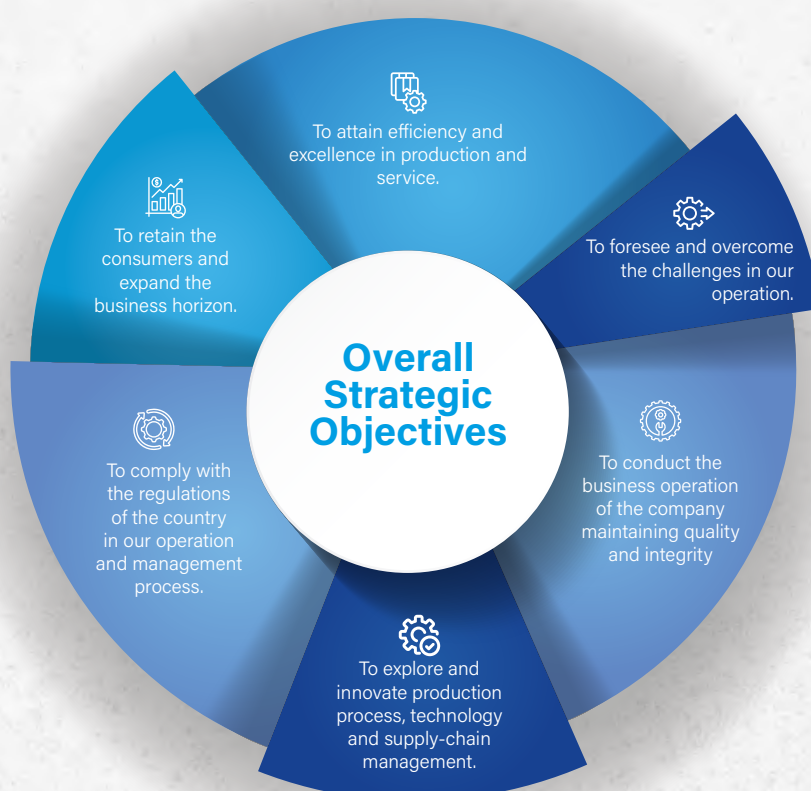 Overall
Strategic
Objectives
To attain efficiency and
excellence in production and
service.
To foresee and overcome
the challenges in our
operation.
To conduct the
business operation
of the company
maintaining quality
and integrity
To explore and
innovate production
process, technology
and supply-chain
management.
To comply with
the regulations
of the country
in our operation
and management
process.
To retain the
consumers and
expand the
business horizon.